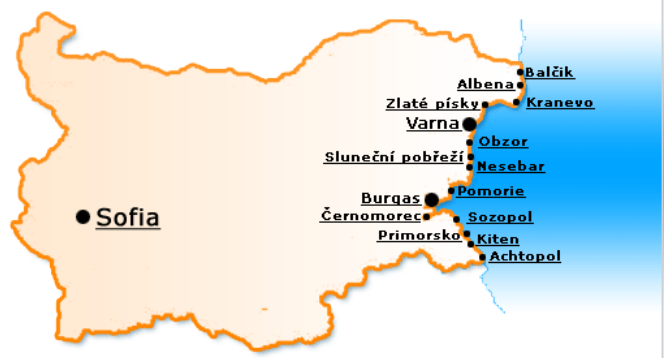 Balčik
Albena
Zlaté písky
Kranevo
Varna
Obzor
Sluneční pobřeží
Nesebar
Pomorie
Burgas
Černomorec
Sozopol
Sofia
Primorsko
Kiten
Achtopol